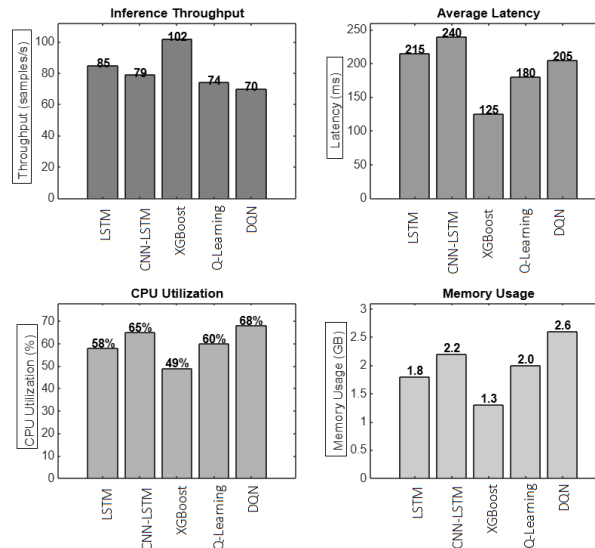 Inference Throughput
Throughput (samples/s)
100
80
60
40
20
0
85
79
102
74
70
LSTM
CNN-LSTM
XGBoost
Q-Learning
DQN
Average Latency
Latency (ms)
250
200
150
100
50
0
215
240
125
180
205
LSTM
CNN-LSTM
XGBoost
Q-Learning
DQN
CPU Utilization
CPU Utilization (%)
70
60
50
40
30
20
10
0
58%
65%
49%
60%
68%
LSTM
CNN-LSTM
XGBoost
Q-Learning
DQN
Memory Usage
Memory Usage (GB)
3
2.5
2
1.5
1
0.5
0
1.8
2.2
1.3
2.0
2.6
LSTM
CNN-LSTM
XGBoost
Q-Learning
DQN